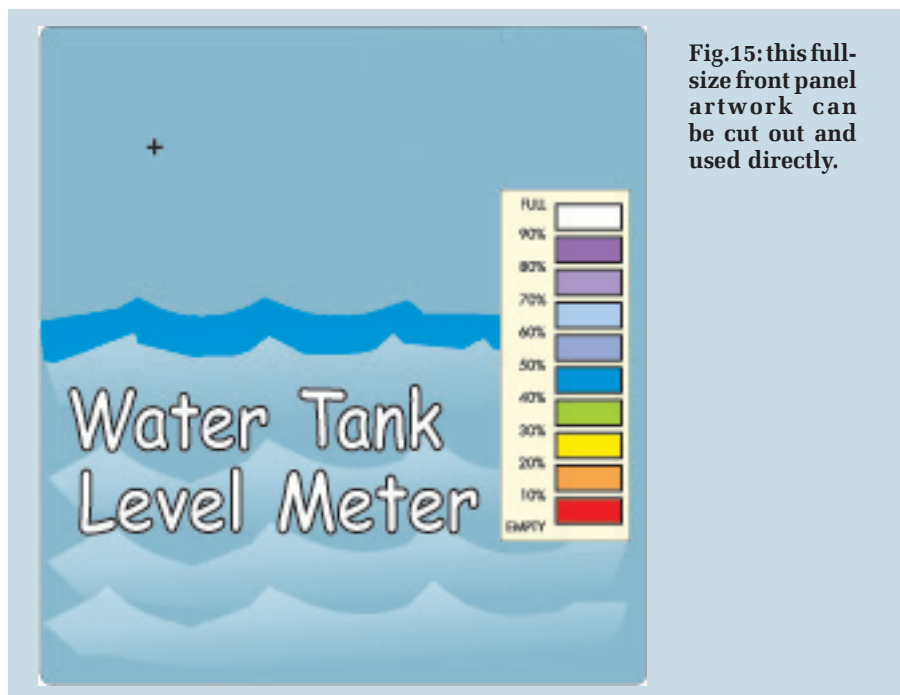 Fig.15: this full-
size front panel
artwork can
be cut out and
used directly.
FULL
90%
80%
70%
60%
50%
40%
30%
20%
10%
EMPTY
Water Tank
Level Meter